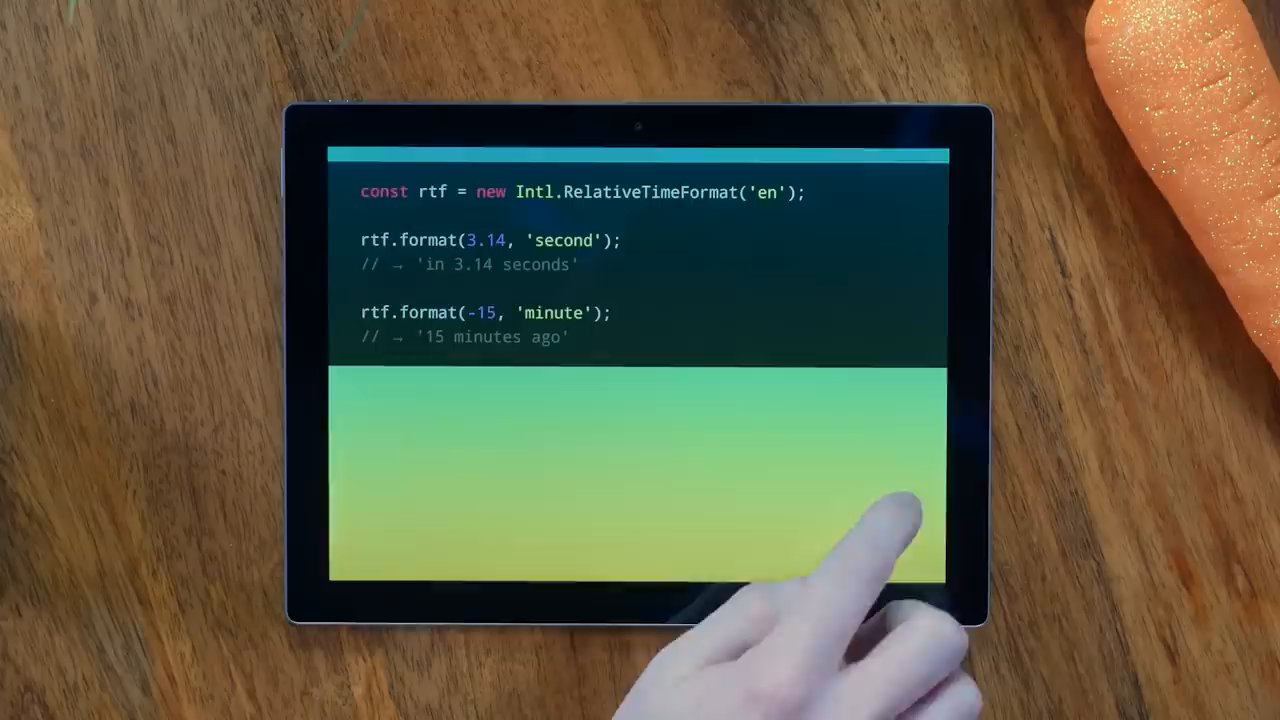 const rtf = new Intl.RelativeTimeFormat('en');
rtf.format(3.14, 'second');
// → 'in 3.14 seconds'
rtf.format(-15, 'minute');
// → '15 minutes ago'